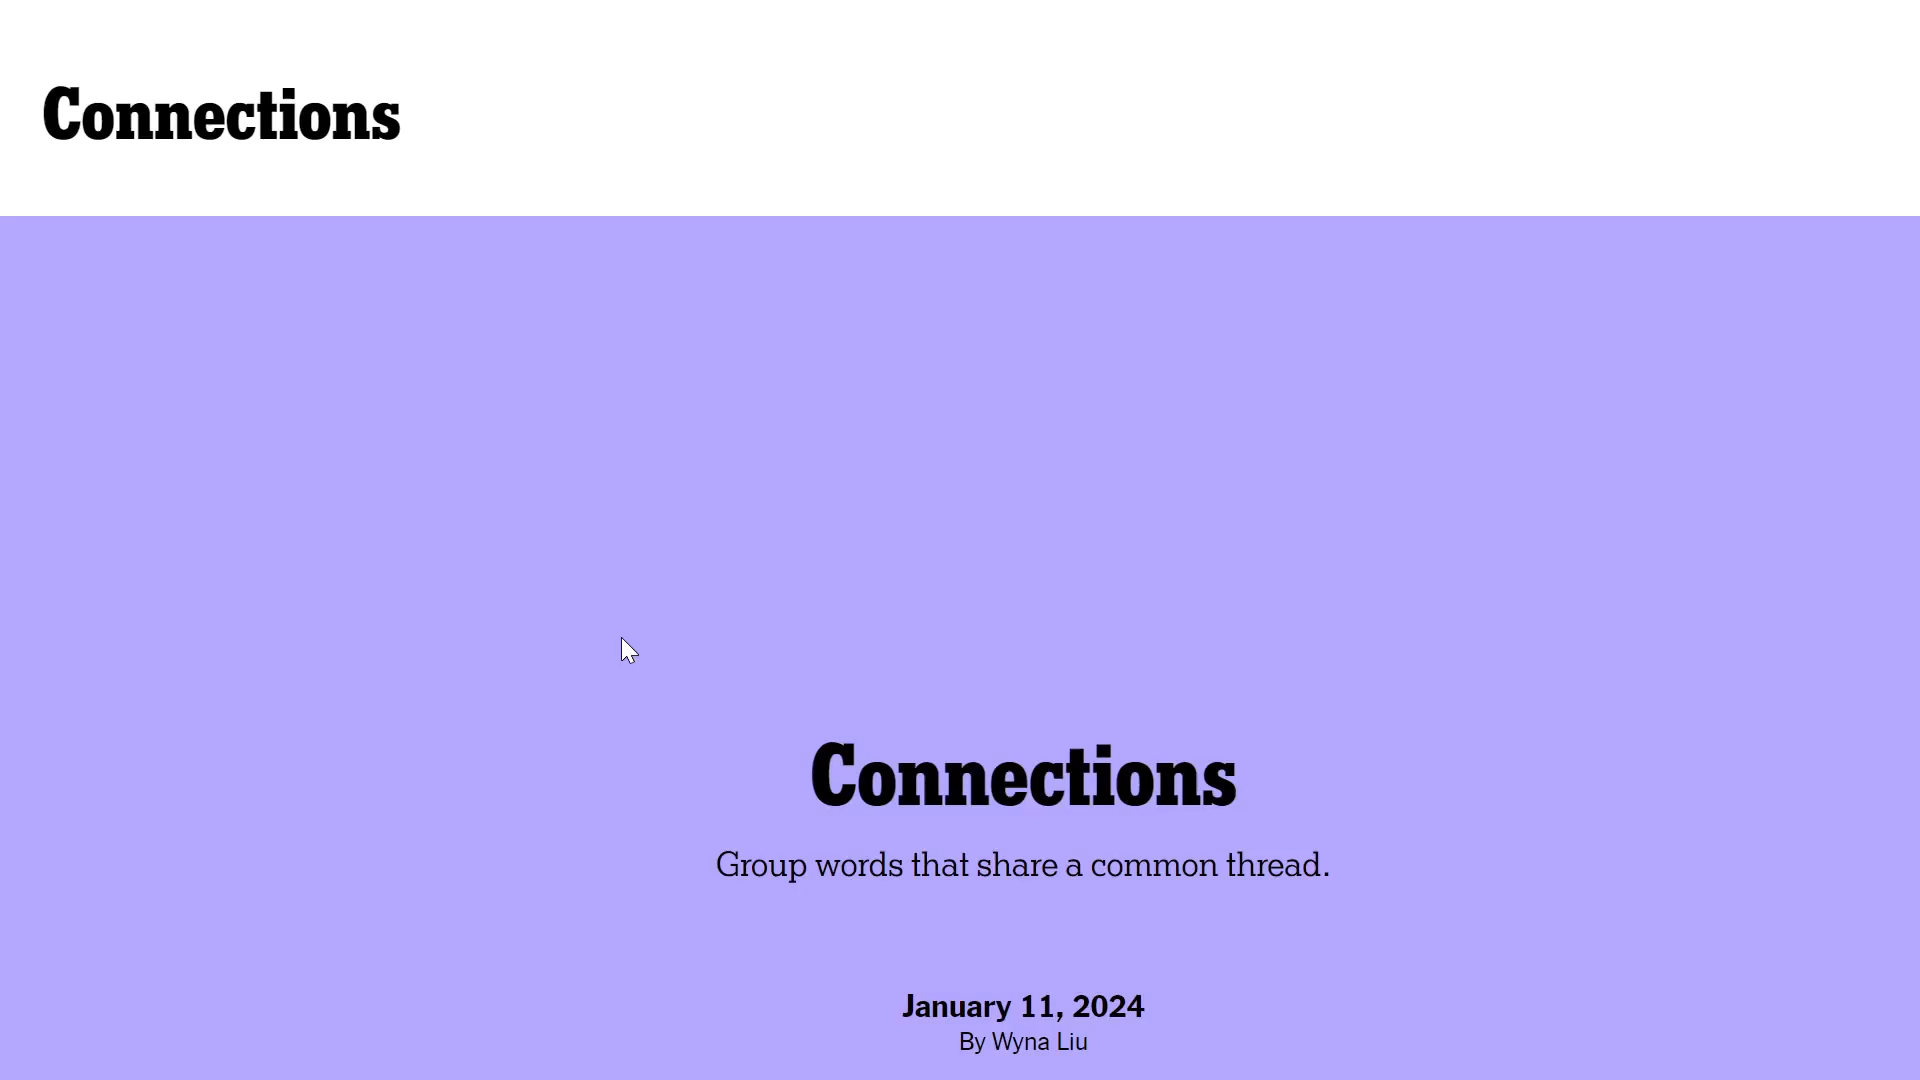 Connections
Connections
Group words that share a common thread.
January 11, 2024
By Wyna Liu